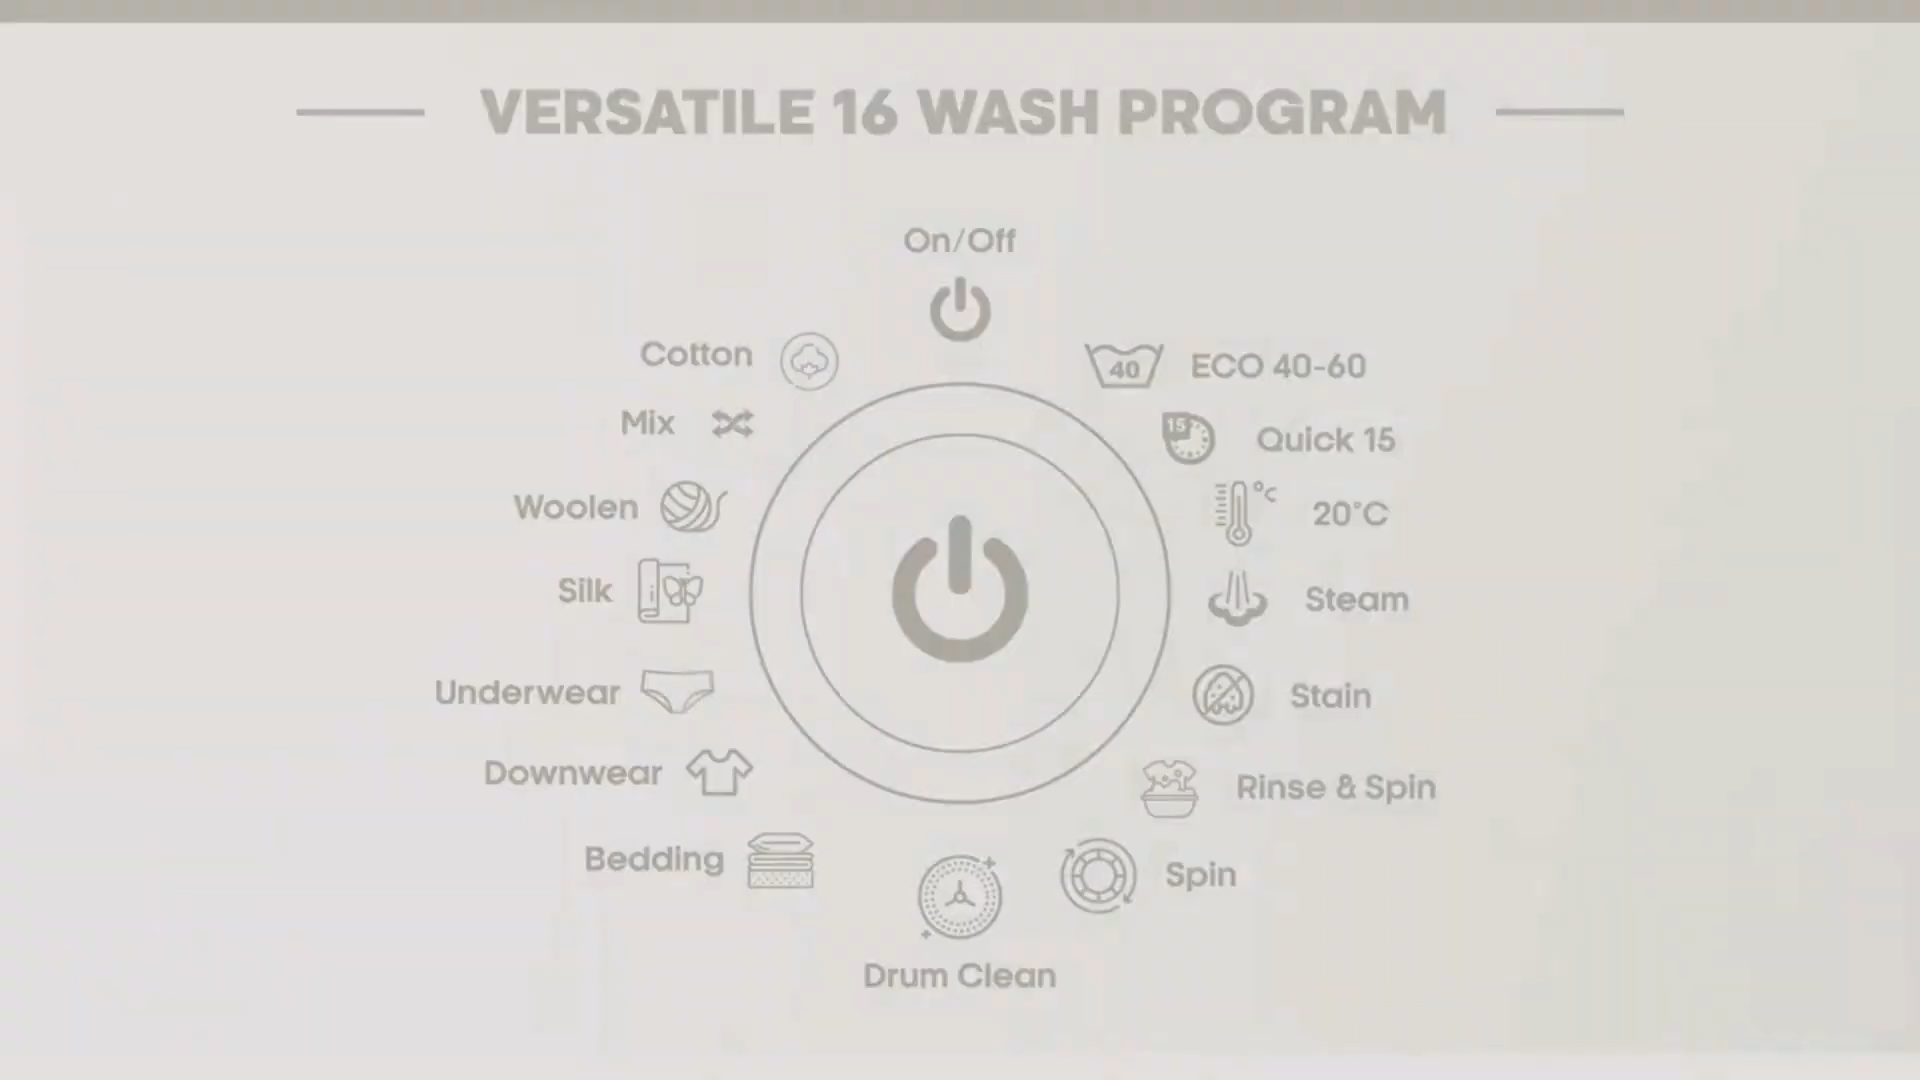 VERSATILE 16 WASH PROGRAM
On/Off
Cotton
40 ECO 40-60
Mix
15 Quick 15
Woolen
°C 20°C
Silk
Steam
Underwear
Stain
Downwear
Rinse & Spin
Bedding
Spin
Drum Clean